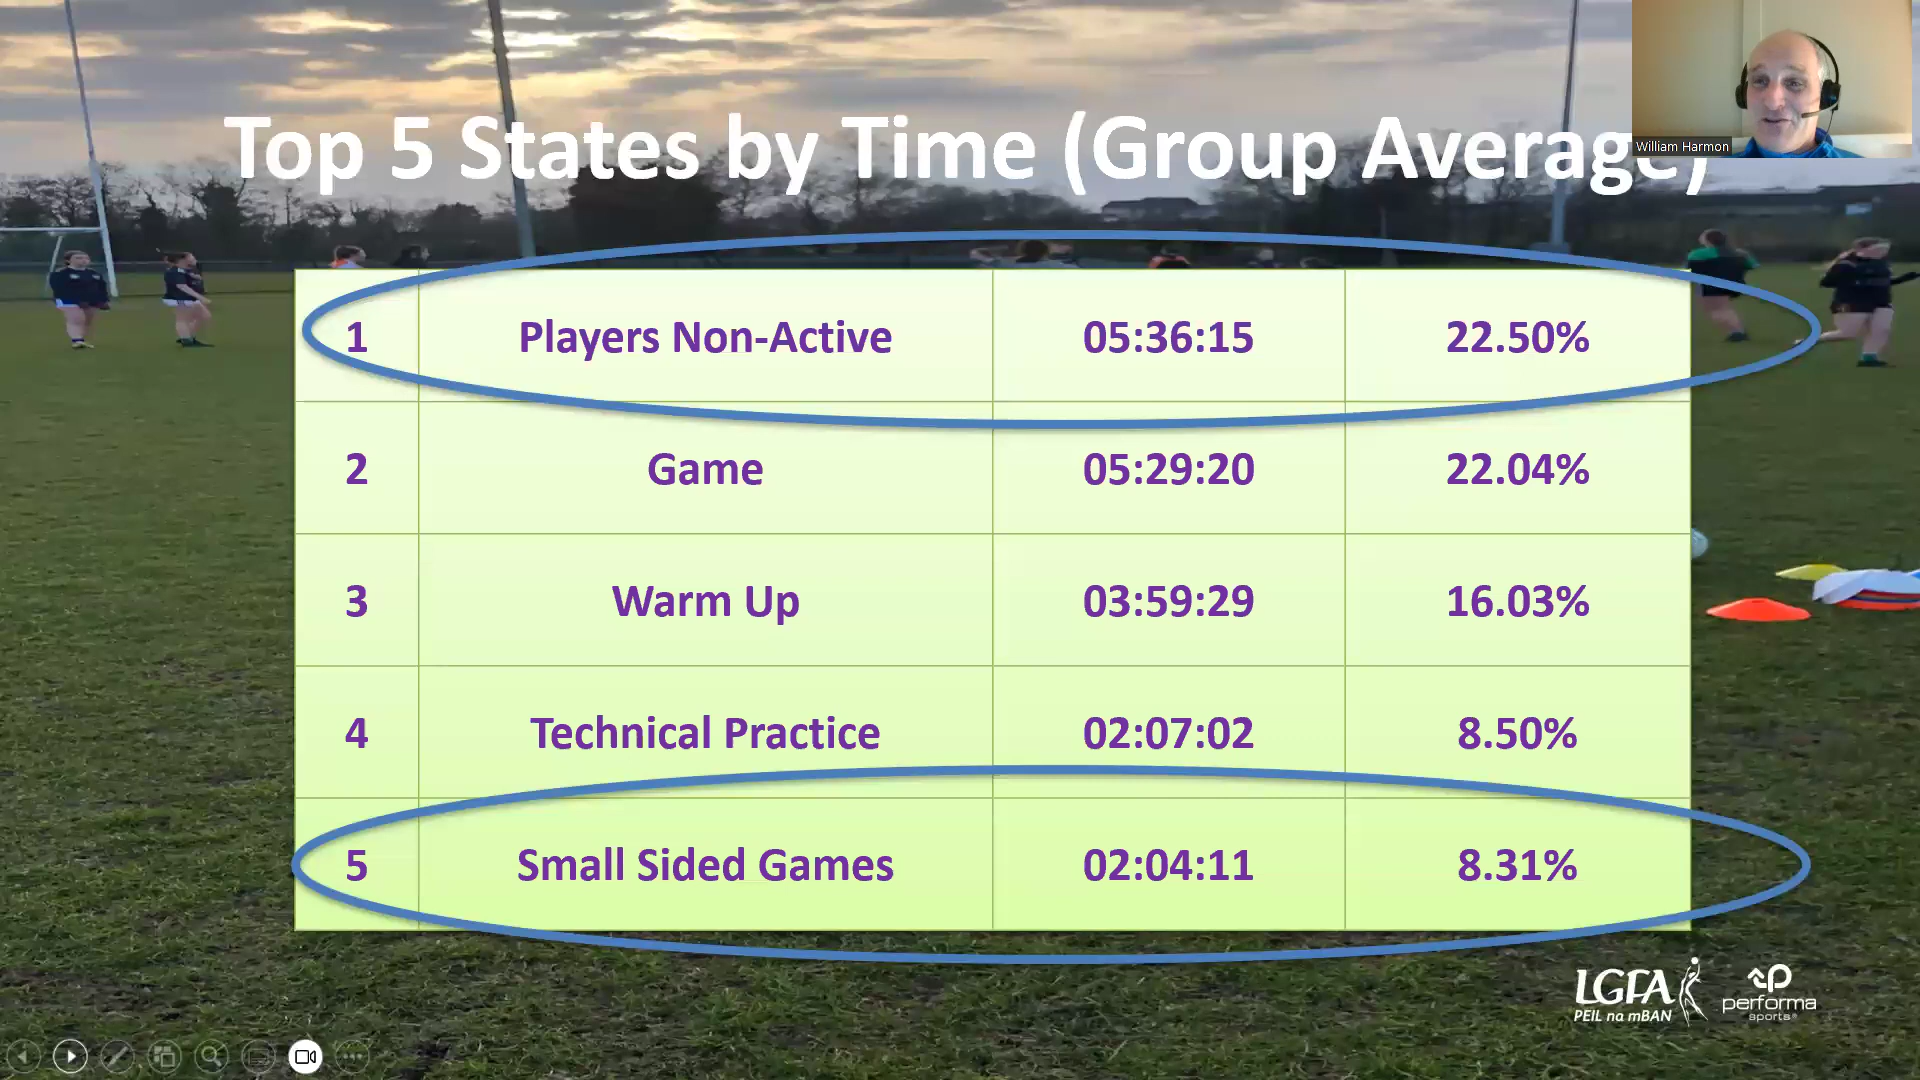 Top 5 States by Time (Group Average)
William Harmon
1 Players Non-Active 05:36:15 22.50%
2 Game 05:29:20 22.04%
3 Warm Up 03:59:29 16.03%
4 Technical Practice 02:07:02 8.50%
5 Small Sided Games 02:04:11 8.31%
LGFA
PEIL na mBAN
performa
sports